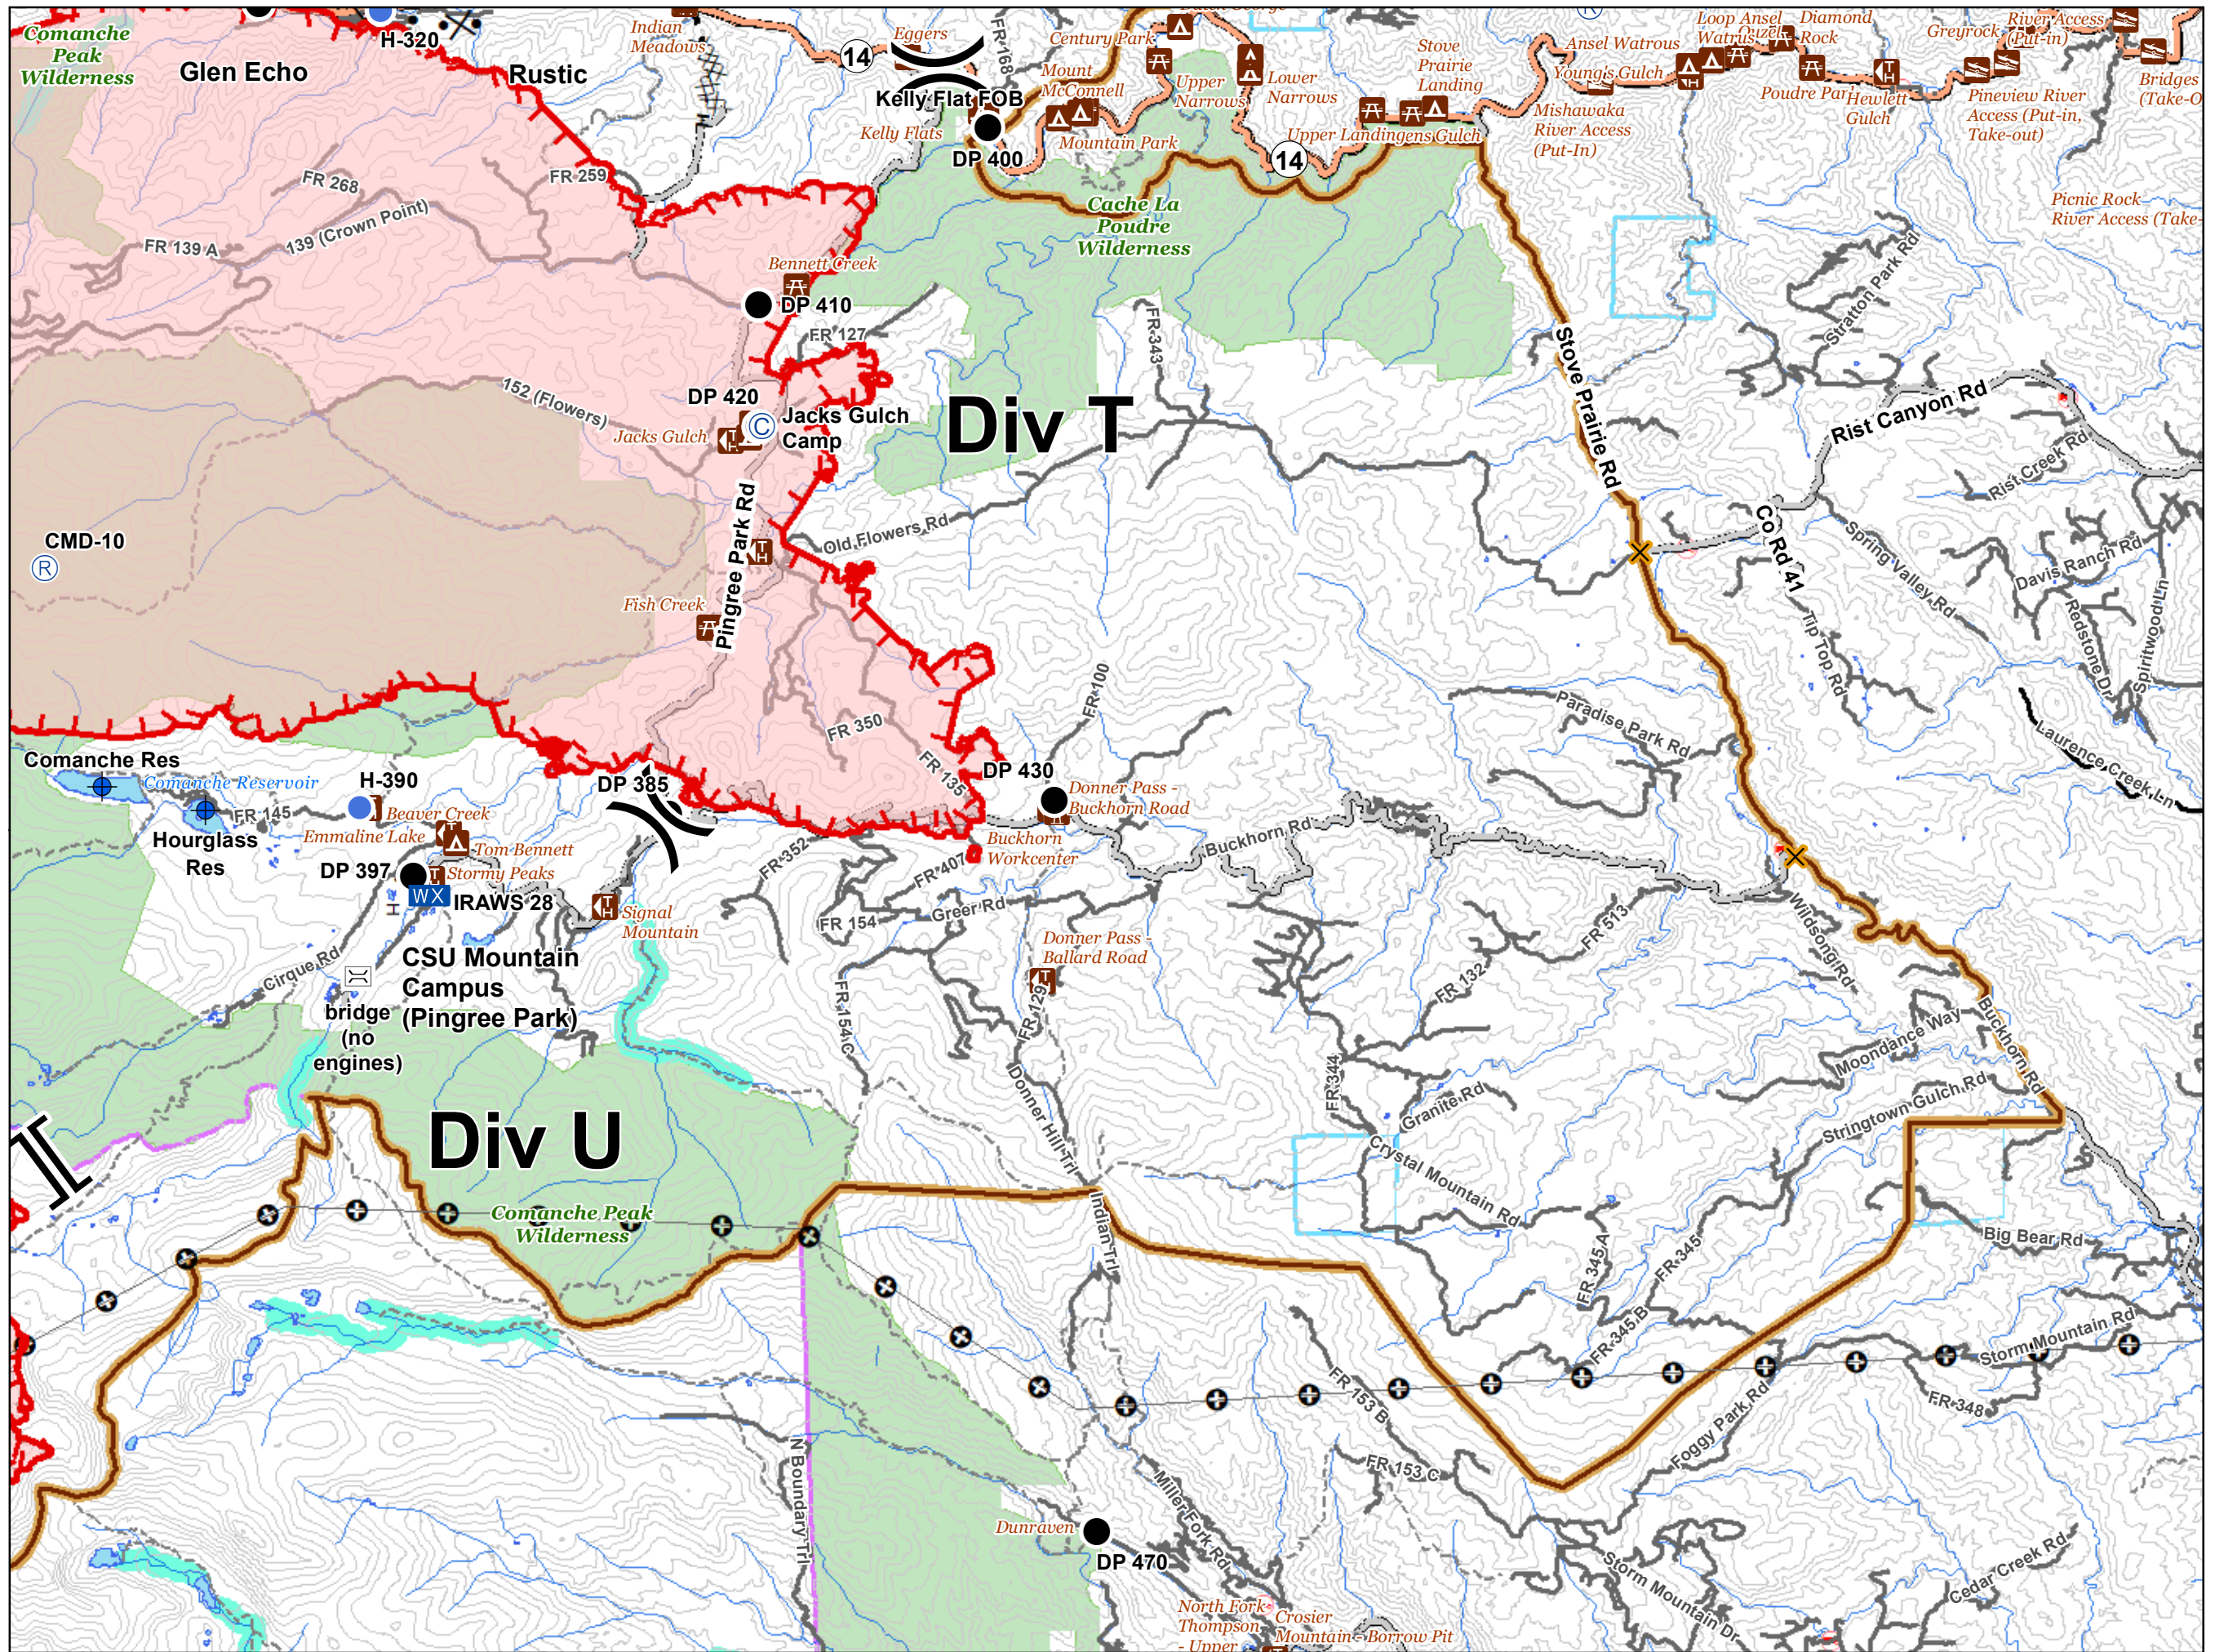 Comanche
Peak
Wilderness
Glen Echo
H-320
Rustic
Indian
Meadows
14
Eggers
FR 168
Century Park
Mount
McConnell
Kelly Flat FOB
Kelly Flats
DP 400
Mountain Park
Upper
Narrows
Lower
Narrows
Stove
Prairie
Landing
Upper Landing
Gulch
14
Mishawaka
River Access
(Put-In)
Ansel Watrous
Young's Gulch
Loop Ansel
Watrus
Diamond
Rock
Poudre Park
Hewlett
Gulch
Greyrock
River Access
(Put-in)
Pineview River
Access (Put-in,
Take-out)
Bridges
(Take-O
Picnic Rock
River Access (Take-
FR 268
FR 259
FR 139 A
139 (Crown Point)
Cache La
Poudre
Wilderness
Bennett Creek
DP 410
FR 127
FR 343
Stratton Park Rd
Stove Prairie Rd
152 (Flowers)
DP 420
Jacks Gulch
Jacks Gulch
Camp
C
Div T
Rist Canyon Rd
Rist Creek Rd
Pingree Park Rd
Old Flowers Rd
CMD-10
R
Co Rd 41
Spring Valley Rd
Davis Ranch Rd
Redstone Dr
Spiritwood Ln
Tip Top Rd
Fish Creek
FR 100
Paradise Park Rd
Laurence Creek Ln
FR 350
FR 135
Comanche Res
Comanche Reservoir
H-390
DP 385
DP 430
Donner Pass -
Buckhorn Road
FR 145
Beaver Creek
Emmaline Lake
Hourglass
Res
Tom Bennett
Stormy Peaks
DP 397
WX
IRAWS 28
Buckhorn
Workcenter
Buckhorn Rd
FR 352
FR 407
FR 154
Greer Rd
Signal
Mountain
Donner Pass -
Ballard Road
FR 513
FR 132
Wildsong Rd
Cirque Rd
CSU Mountain
Campus
(Pingree Park)
bridge
(no
engines)
FR 154 C
FR 129
Donner Hill Trl
FR 344
Granite Rd
Moondance Way
Buckhorn Rd
Stringtown Gulch Rd
Div U
Comanche Peak
Wilderness
Indian Trl
Crystal Mountain Rd
FR 345 A
FR 345
FR 345 B
Big Bear Rd
Storm Mountain Rd
FR 348
Foggy Park Rd
FR 153 B
FR 153 C
N Boundary Trl
Miller Fork Rd
Dunraven
DP 470
Storm Mountain Dr
Cedar Creek Rd
North Fork
Thompson
- Upper
Crosier
Mountain - Borrow Pit